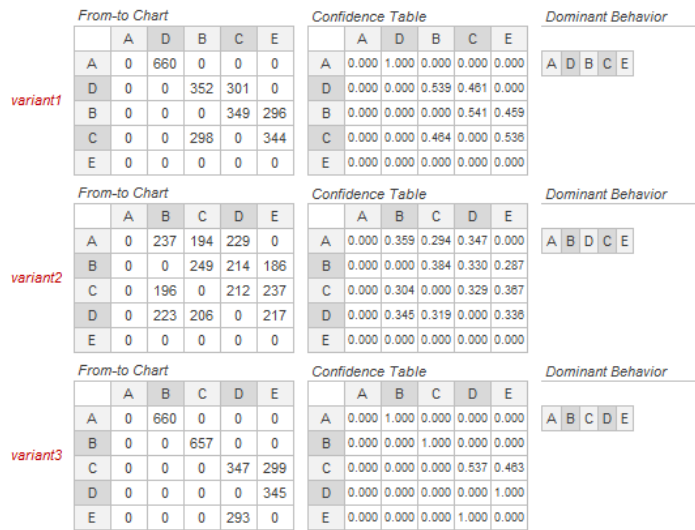 From-to Chart Confidence Table Dominant Behavior
A D B C E A D B C E
A 0 660 0 0 0 A 0.000 1.000 0.000 0.000 0.000 A D B C E
D 0 0 352 301 0 D 0.000 0.000 0.539 0.461 0.000
variant1
B 0 0 0 349 296 B 0.000 0.000 0.000 0.541 0.459
C 0 0 298 0 344 C 0.000 0.000 0.464 0.000 0.536
E 0 0 0 0 0 E 0.000 0.000 0.000 0.000 0.000
From-to Chart Confidence Table Dominant Behavior
A B C D E A B C D E
A 0 237 194 229 0 A 0.000 0.359 0.294 0.347 0.000 A B D C E
B 0 0 249 214 186 B 0.000 0.000 0.384 0.330 0.287
variant2
C 0 196 0 212 237 C 0.000 0.304 0.000 0.329 0.367
D 0 223 206 0 217 D 0.000 0.345 0.319 0.000 0.336
E 0 0 0 0 0 E 0.000 0.000 0.000 0.000 0.000
From-to Chart Confidence Table Dominant Behavior
A B C D E A B C D E
A 0 660 0 0 0 A 0.000 1.000 0.000 0.000 0.000 A B C D E
B 0 0 657 0 0 B 0.000 0.000 1.000 0.000 0.000
variant3
C 0 0 0 347 299 C 0.000 0.000 0.000 0.537 0.463
D 0 0 0 0 345 D 0.000 0.000 0.000 0.000 1.000
E 0 0 0 293 0 E 0.000 0.000 0.000 1.000 0.000